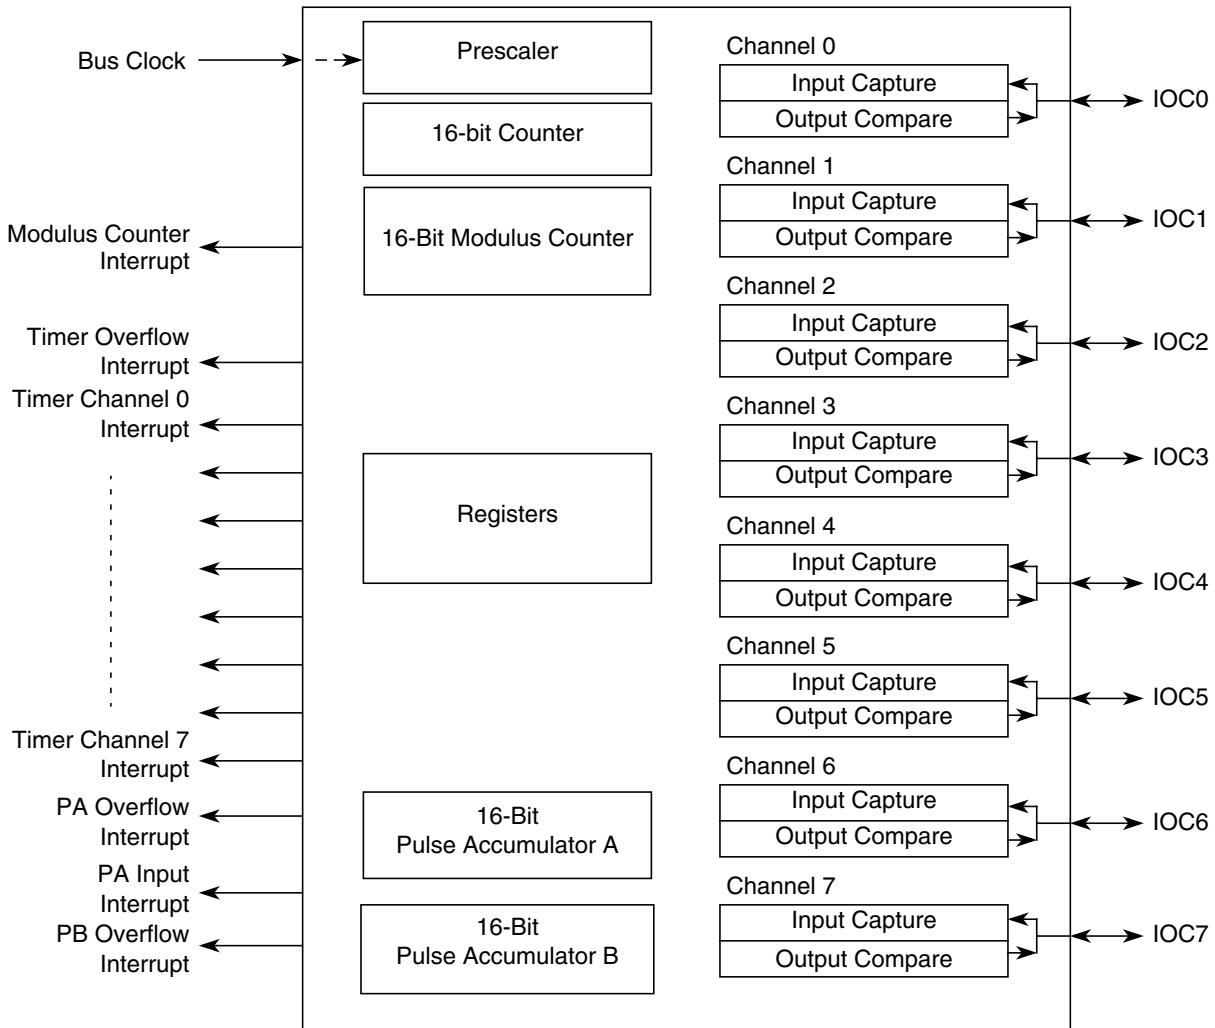 Bus Clock
Modulus Counter
Interrupt
Timer Overflow
Interrupt
Timer Channel 0
Interrupt
Timer Channel 7
Interrupt
PA Overflow
Interrupt
PA Input
Interrupt
PB Overflow
Interrupt
Prescaler
16-bit Counter
16-Bit Modulus Counter
Registers
16-Bit
Pulse Accumulator A
16-Bit
Pulse Accumulator B
Channel 0
Input Capture
Output Compare
IOC0
Channel 1
Input Capture
Output Compare
IOC1
Channel 2
Input Capture
Output Compare
IOC2
Channel 3
Input Capture
Output Compare
IOC3
Channel 4
Input Capture
Output Compare
IOC4
Channel 5
Input Capture
Output Compare
IOC5
Channel 6
Input Capture
Output Compare
IOC6
Channel 7
Input Capture
Output Compare
IOC7